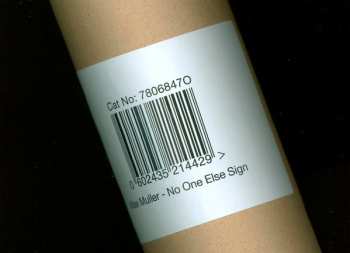 Cat No: 7806847O
0 602435 214429 >
Muller - No One Else Sign